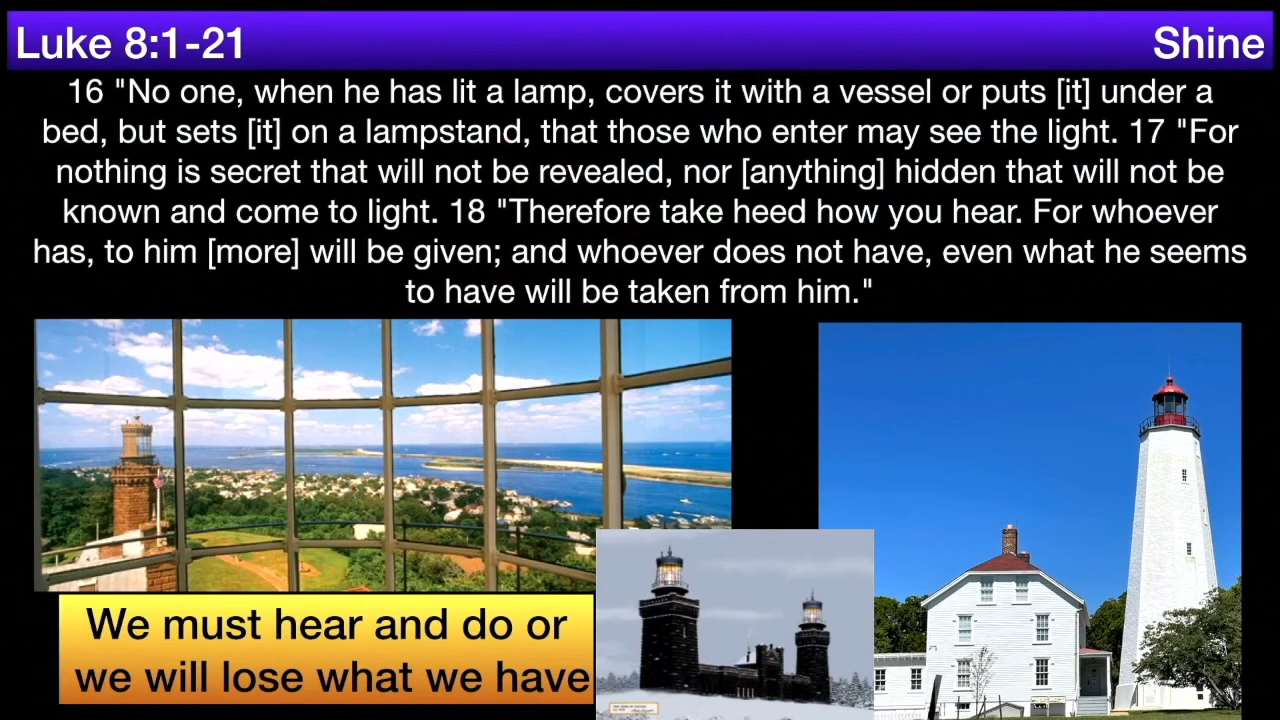 Luke 8:1-21
Shine
16 "No one, when he has lit a lamp, covers it with a vessel or puts [it] under a
bed, but sets [it] on a lampstand, that those who enter may see the light. 17 "For
nothing is secret that will not be revealed, nor [anything] hidden that will not be
known and come to light. 18 "Therefore take heed how you hear. For whoever
has, to him [more] will be given; and whoever does not have, even what he seems
to have will be taken from him."
We must hear and do or
we will lose what we have